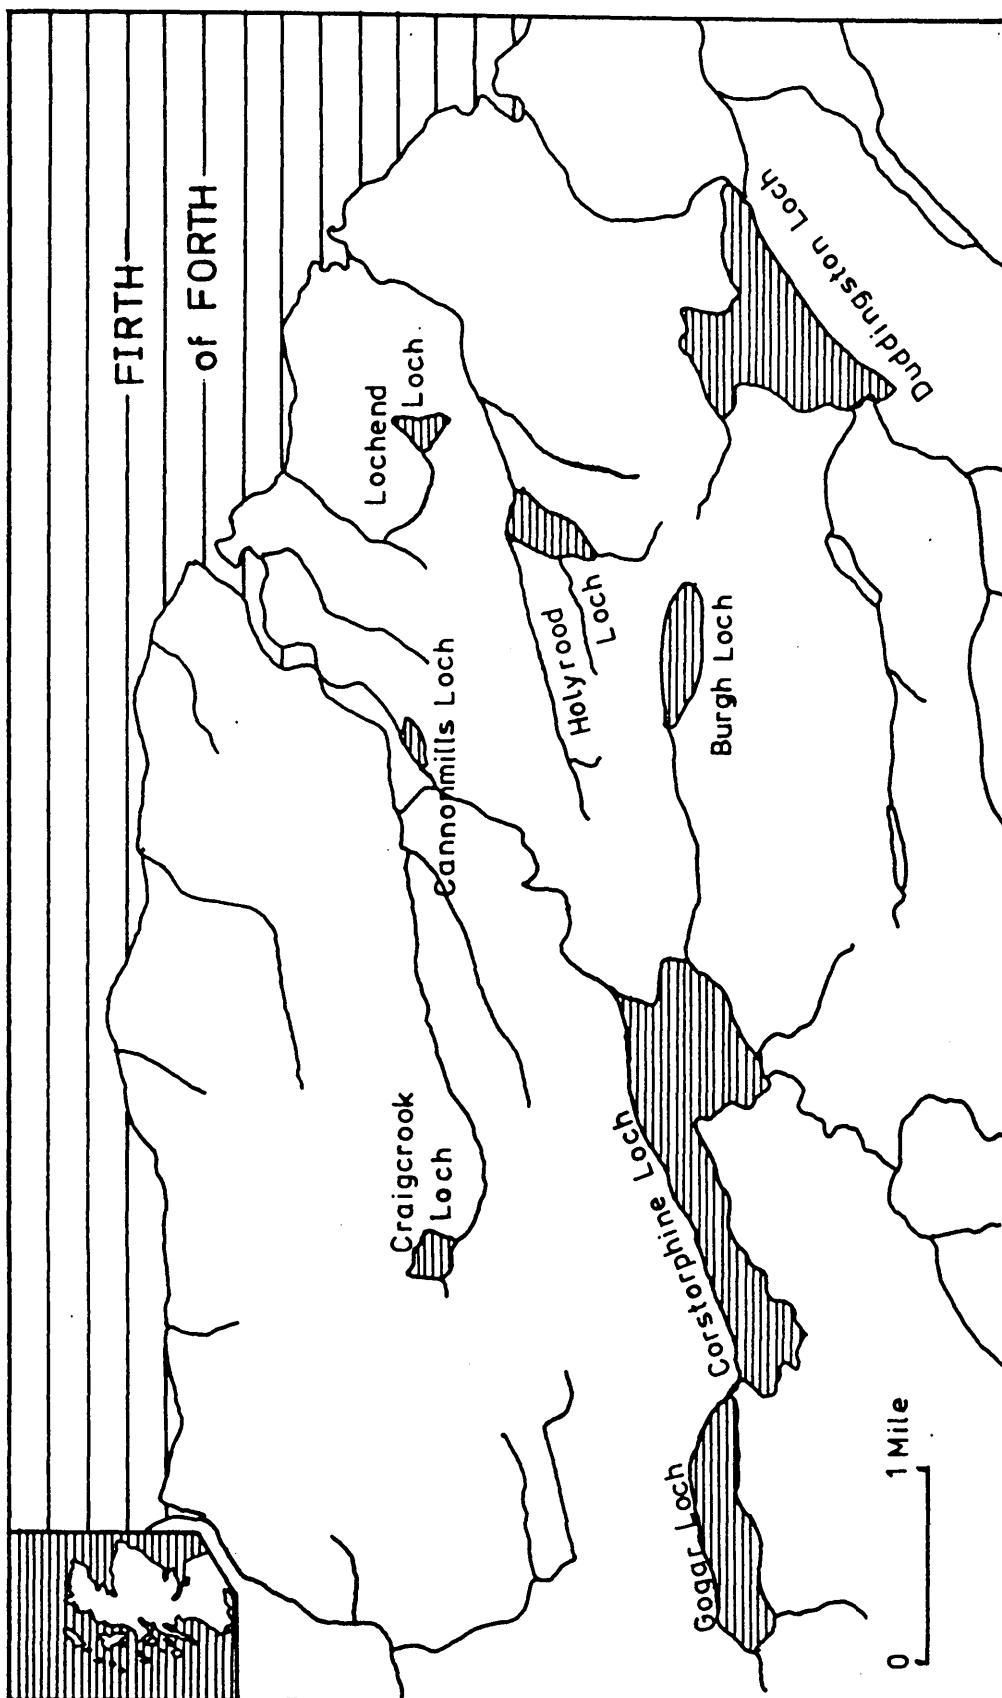 FIRTH
of FORTH
Lochend
Loch
Craigcrook
Loch
Cannonmills Loch
Holyrood
Loch
Duddingston Loch
Burgh Loch
Corstorphine Loch
Gogar Loch
0 1 Mile